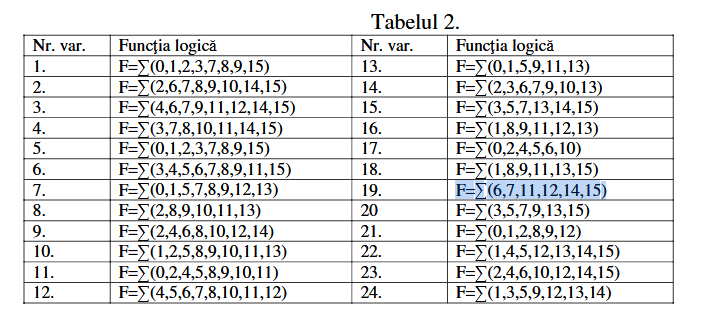 Tabelul 2.
Nr. var. Funcţia logică Nr. var. Funcţia logică
1. F=∑(0,1,2,3,7,8,9,15) 13. F=∑(0,1,5,9,11,13)
2. F=∑(2,6,7,8,9,10,14,15) 14. F=∑(2,3,6,7,9,10,13)
3. F=∑(4,6,7,9,11,12,14,15) 15. F=∑(3,5,7,13,14,15)
4. F=∑(3,7,8,10,11,14,15) 16. F=∑(1,8,9,11,12,13)
5. F=∑(0,1,2,3,7,8,9,15) 17. F=∑(0,2,4,5,6,10)
6. F=∑(3,4,5,6,7,8,9,11,15) 18. F=∑(1,8,9,11,13,15)
7. F=∑(0,1,5,7,8,9,12,13) 19. F=∑(6,7,11,12,14,15)
8. F=∑(2,8,9,10,11,13) 20 F=∑(3,5,7,9,13,15)
9. F=∑(2,4,6,8,10,12,14) 21. F=∑(0,1,2,8,9,12)
10. F=∑(1,2,5,8,9,10,11,13) 22. F=∑(1,4,5,12,13,14,15)
11. F=∑(0,2,4,5,8,9,10,11) 23. F=∑(2,4,6,10,12,14,15)
12. F=∑(4,5,6,7,8,10,11,12) 24. F=∑(1,3,5,9,12,13,14)